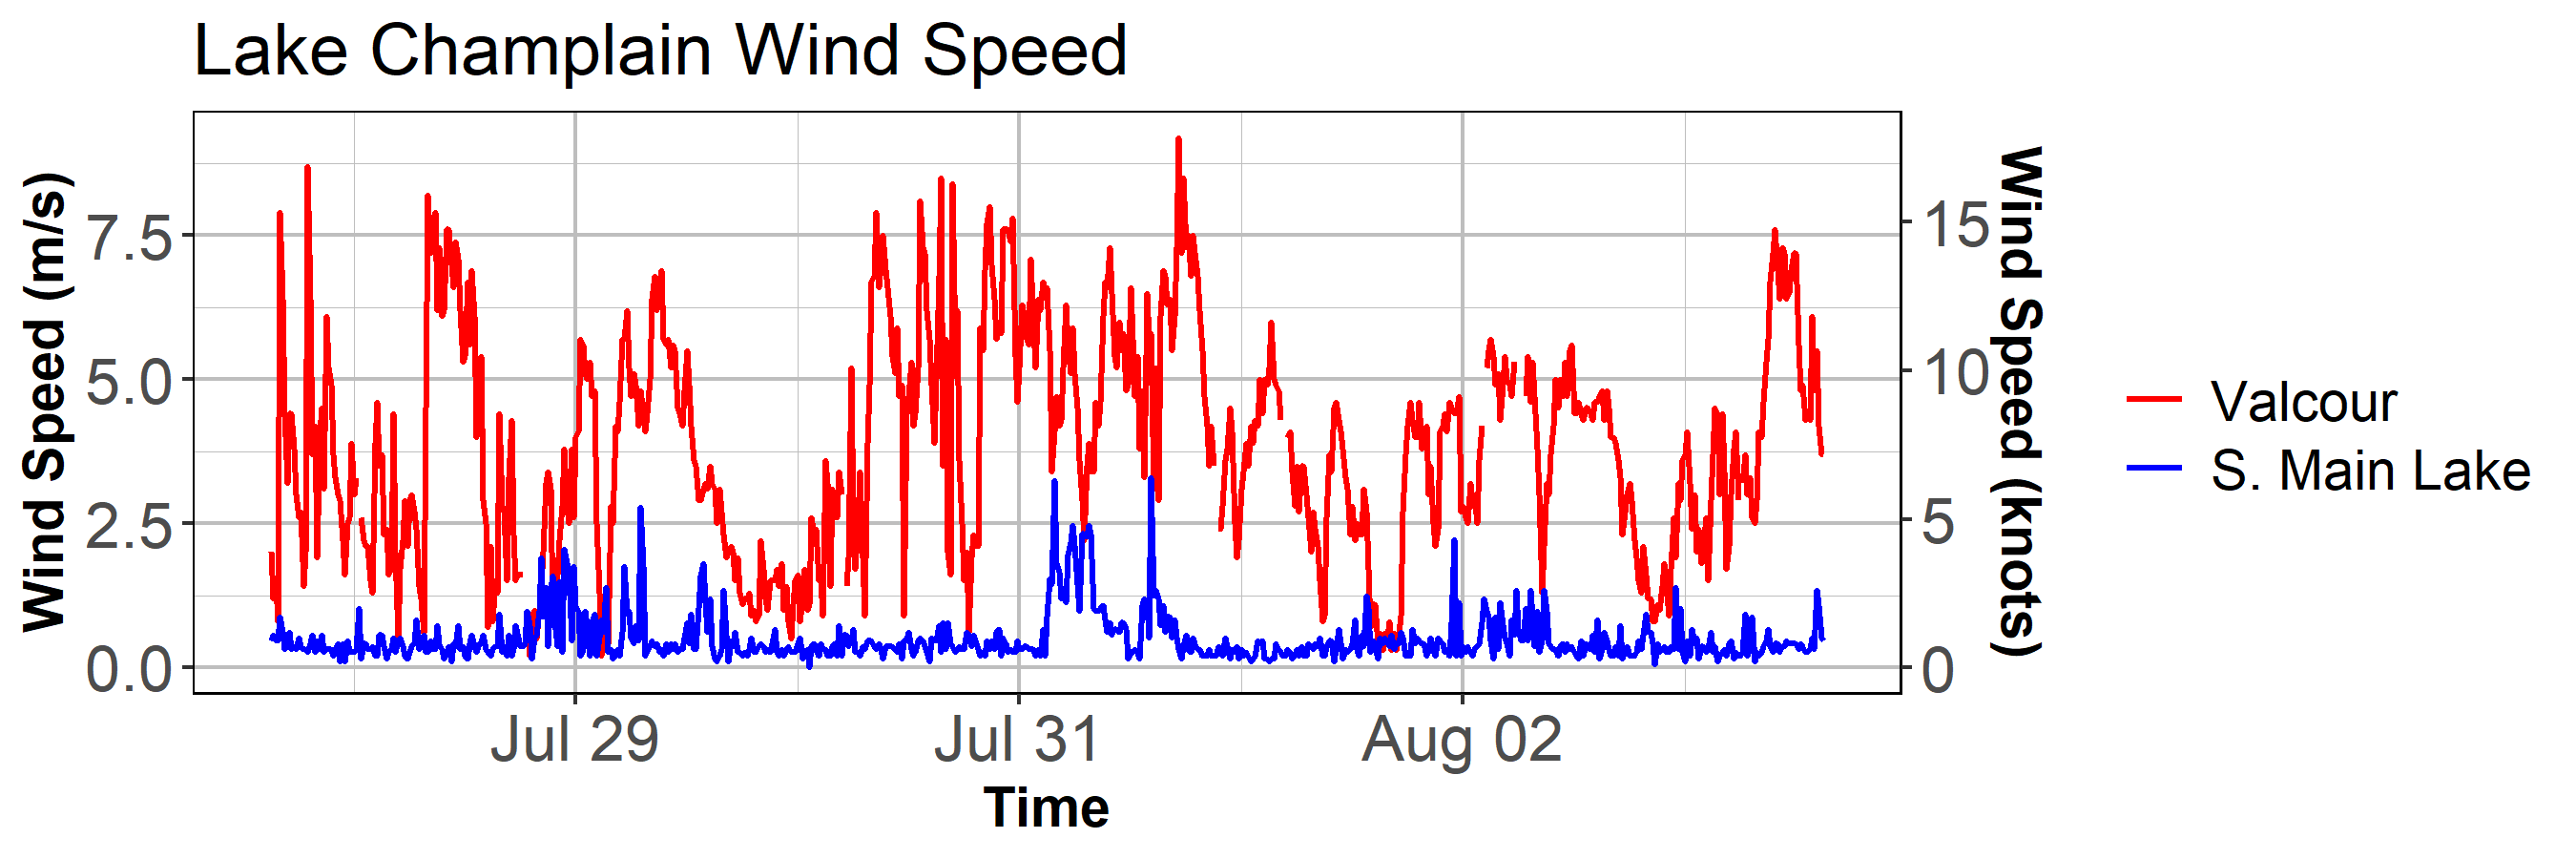 Lake Champlain Wind Speed
Wind Speed (m/s)
7.5
5.0
2.5
0.0
15
10
5
0
Wind Speed (knots)
Jul 29
Jul 31
Aug 02
Time
Valcour
S. Main Lake